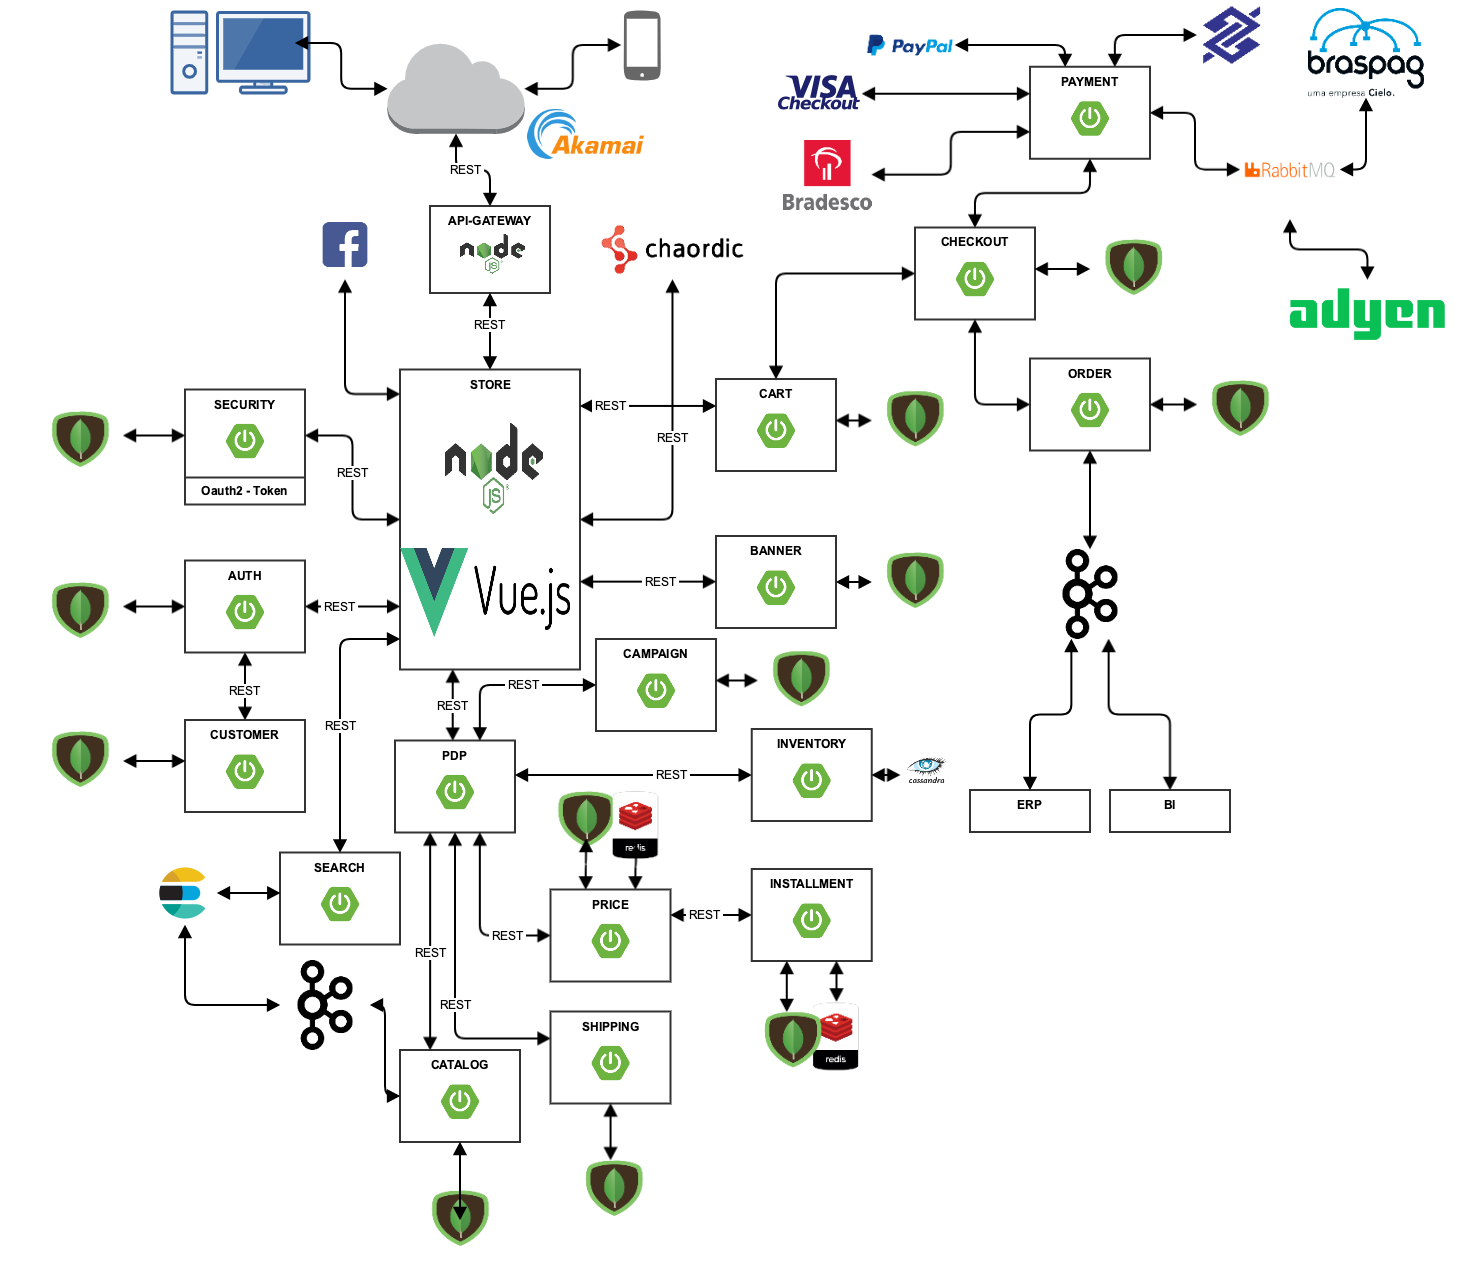 PayPal
VISA
Checkout
PAYMENT
braspag
uma empresa Cielo.
Akamai
REST
Bradesco
RabbitMQ
API-GATEWAY
node
JS
chaordic
CHECKOUT
REST
adyen
STORE
node
JS
Vue.js
SECURITY
Oauth2 - Token
REST
REST
CART
REST
ORDER
AUTH
REST
REST
BANNER
REST
CUSTOMER
REST
REST
REST
CAMPAIGN
PDP
REST
INVENTORY
cassandra
ERP
BI
redis
SEARCH
PRICE
REST
INSTALLMENT
REST
REST
REST
SHIPPING
redis
CATALOG